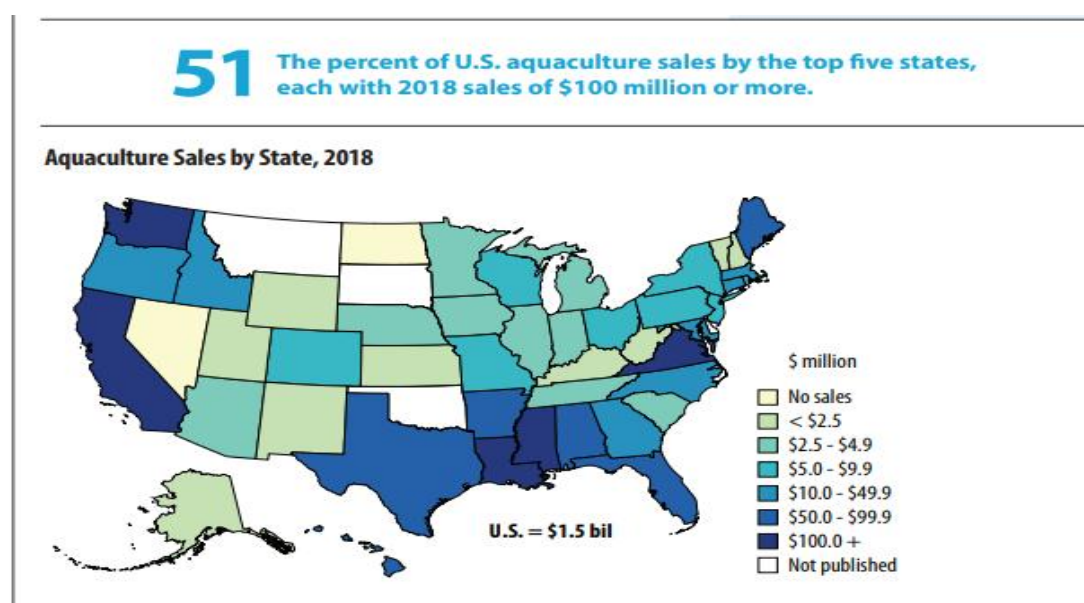 51
The percent of U.S. aquaculture sales by the top five states,
each with 2018 sales of $100 million or more.
Aquaculture Sales by State, 2018
$ million
No sales
< $2.5
$2.5 - $4.9
$5.0 - $9.9
$10.0 - $49.9
$50.0 - $99.9
$100.0 +
Not published
U.S. = $1.5 bil